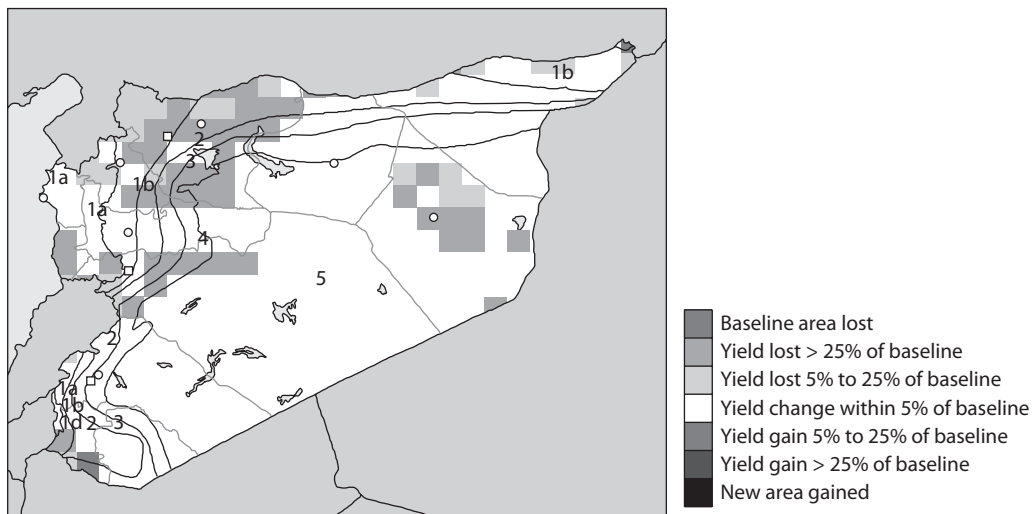 1b
2
3
1a
1b
1a
4
5
2
1a
1b
1d 2 3
Baseline area lost
Yield lost > 25% of baseline
Yield lost 5% to 25% of baseline
Yield change within 5% of baseline
Yield gain 5% to 25% of baseline
Yield gain > 25% of baseline
New area gained